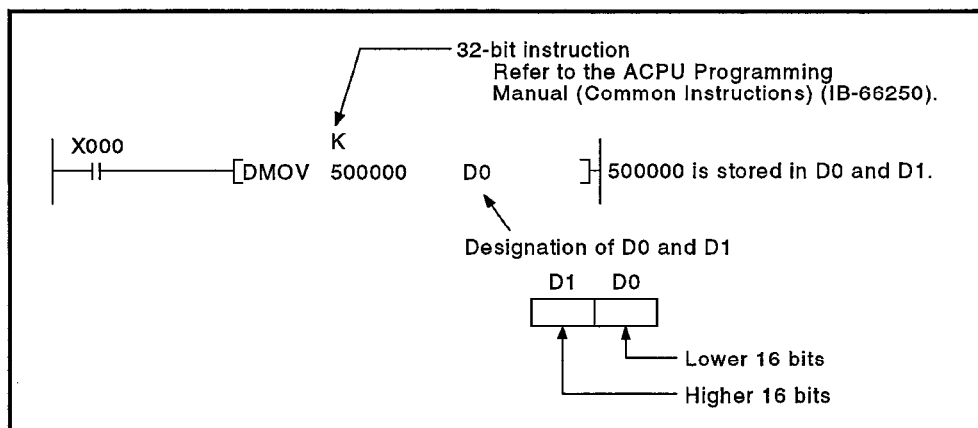 32-bit instruction
Refer to the ACPU Programming
Manual (Common Instructions) (IB-66250).
K
X000
DMOV 500000 D0
500000 is stored in D0 and D1.
Designation of D0 and D1
D1 D0
Lower 16 bits
Higher 16 bits